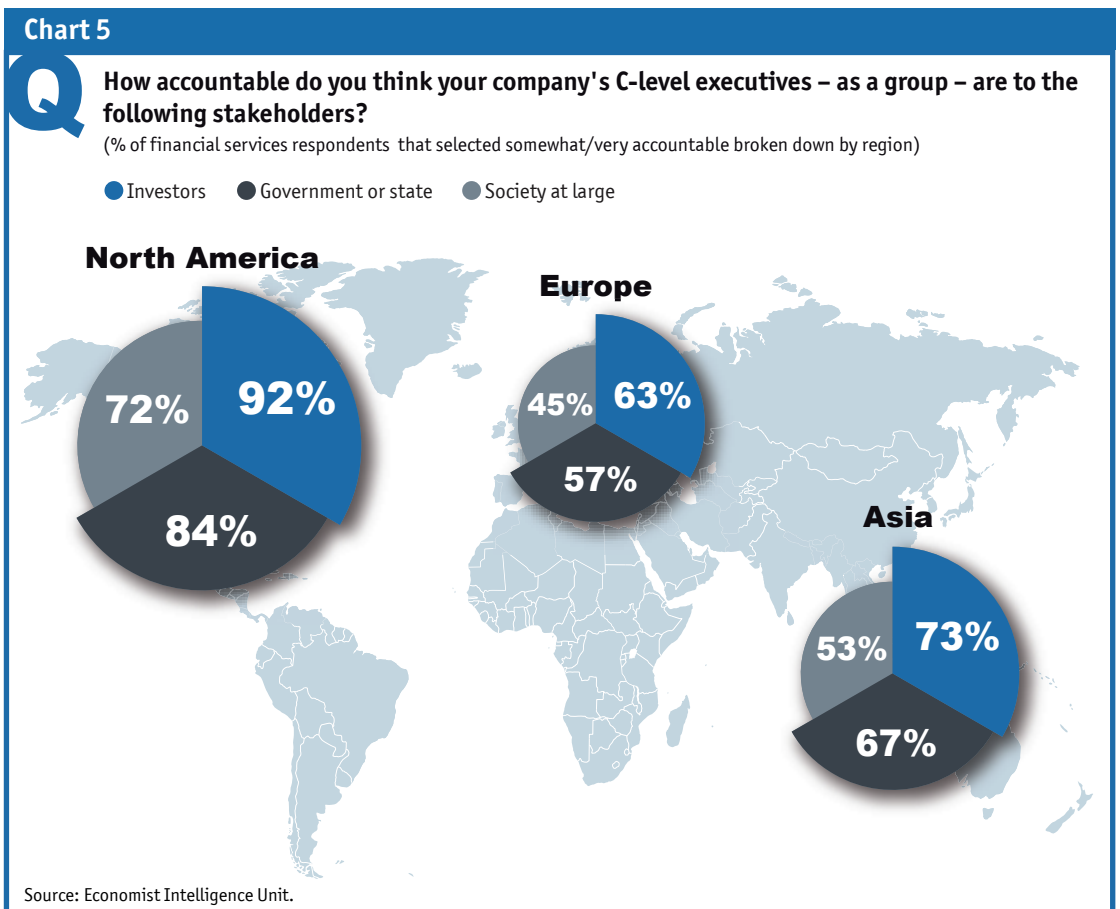 Chart 5
Q
How accountable do you think your company's C-level executives – as a group – are to the
following stakeholders?
(% of financial services respondents that selected somewhat/very accountable broken down by region)
Investors Government or state Society at large
North America
72% 92%
84%
Europe
45% 63%
57%
Asia
53% 73%
67%
Source: Economist Intelligence Unit.